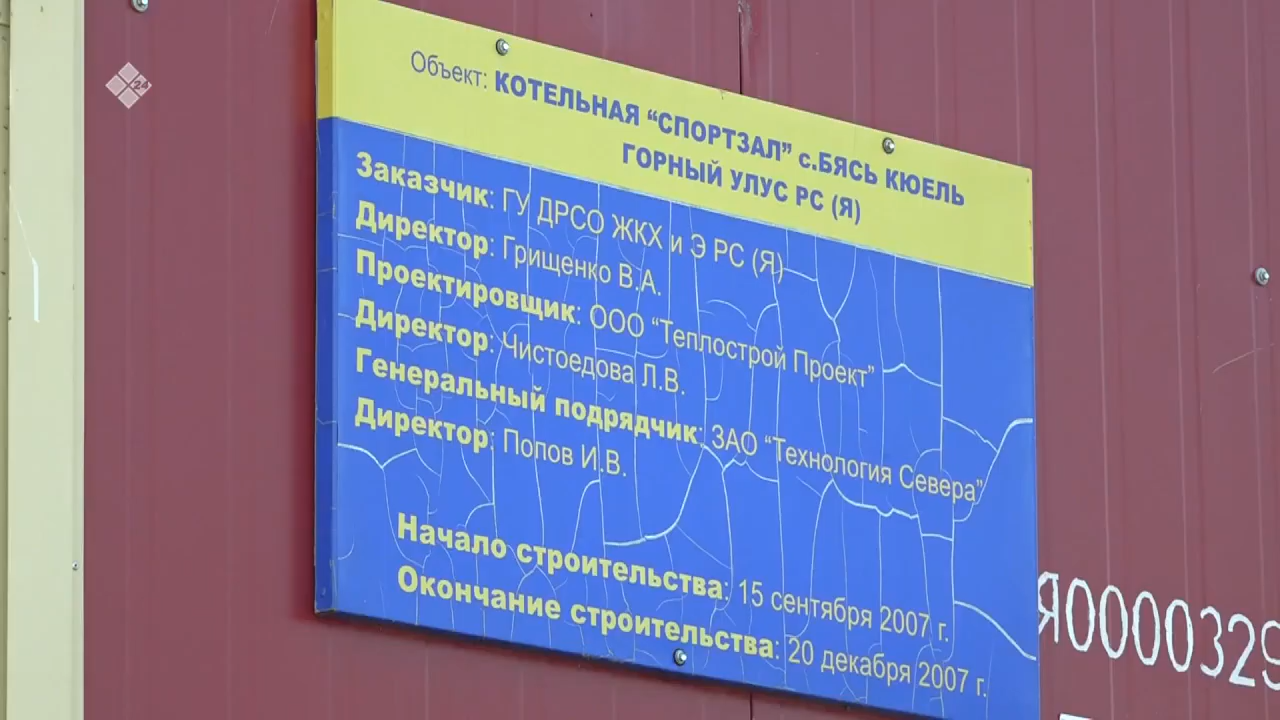 24
Объект: КОТЕЛЬНАЯ “СПОРТЗАЛ” с.БЯСЬ КЮЕЛЬ
ГОРНЫЙ УЛУС РС (Я)
Заказчик: ГУ ДРСО ЖКХ и Э РС (Я)
Директор: Грищенко В.А.
Проектировщик: ООО “Теплострой Проект”
Директор: Чистоедова Л.В.
Генеральный подрядчик: ЗАО “Технология Севера”
Директор: Попов И.В.
Начало строительства: 15 сентября 2007 г.
Окончание строительства: 20 декабря 2007 г.
Я0000329